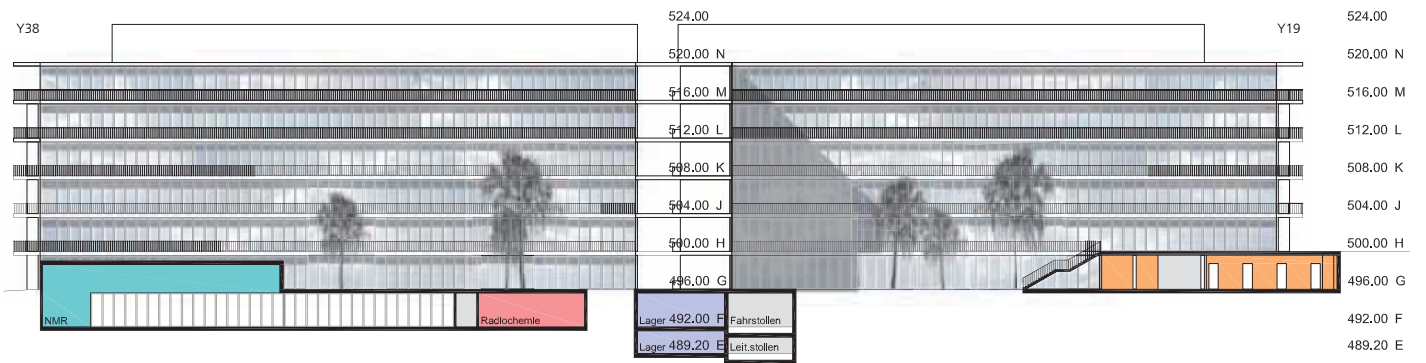 Y38
524.00
Y19
524.00
520.00 N
520.00 N
516.00 M
516.00 M
512.00 L
512.00 L
508.00 K
508.00 K
504.00 J
504.00 J
500.00 H
500.00 H
496.00 G
496.00 G
NMR
Radlochemle
Lager 492.00 F
Fahrstollen
492.00 F
Lager 489.20 E
Leit.stollen
489.20 E